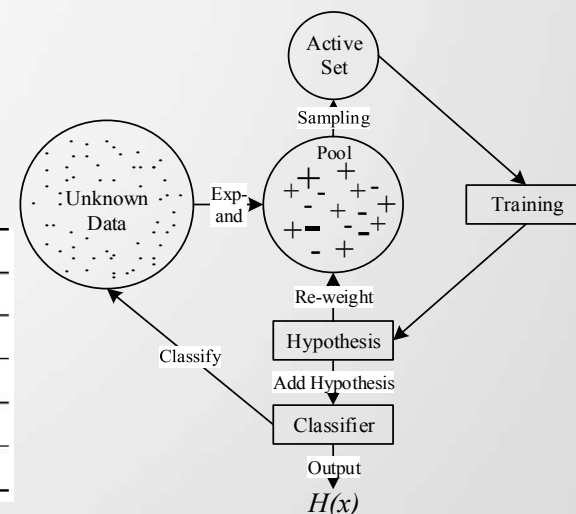 Active
Set
Sampling
Pool
Unknown
Data
Exp-
and
Training
Re-weight
Hypothesis
Classify
Add Hypothesis
Classifier
Output
H(x)